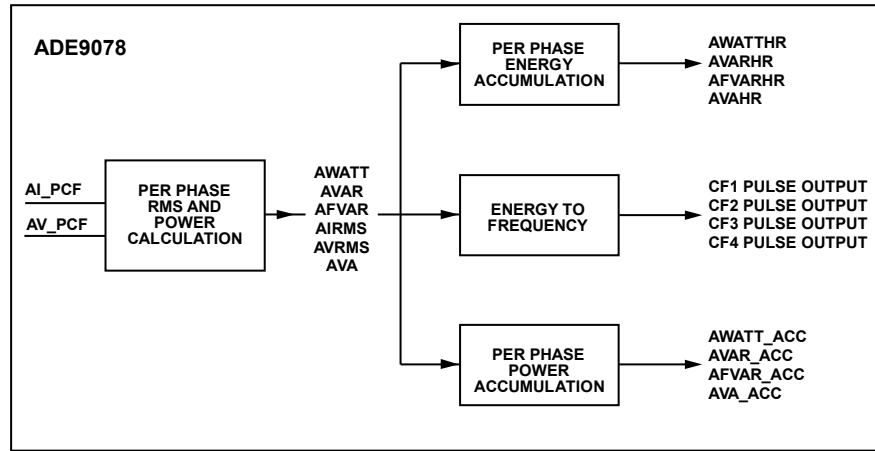 ADE9078
AI_PCF
AV_PCF
PER PHASE
RMS AND
POWER
CALCULATION
AWATT
AVAR
AFVAR
AIRMS
AVRMS
AVA
PER PHASE
ENERGY
ACCUMULATION
AWATTHR
AVARHR
AFVARHR
AVAHR
ENERGY TO
FREQUENCY
CF1 PULSE OUTPUT
CF2 PULSE OUTPUT
CF3 PULSE OUTPUT
CF4 PULSE OUTPUT
PER PHASE
POWER
ACCUMULATION
AWATT_ACC
AVAR_ACC
AFVAR_ACC
AVA_ACC